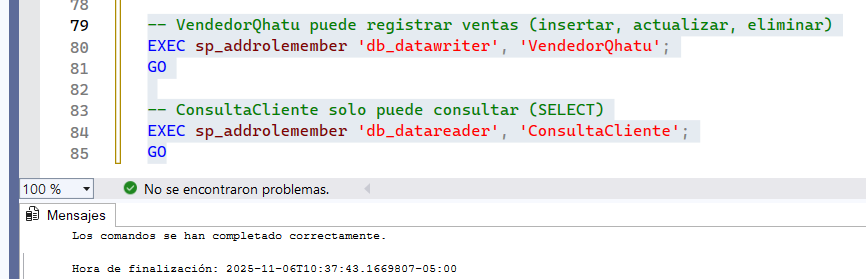 78
79 -- VendedorQhatu puede registrar ventas (insertar, actualizar, eliminar)
80 EXEC sp_addrolemember 'db_datawriter', 'VendedorQhatu';
81 GO
82
83 -- ConsultaCliente solo puede consultar (SELECT)
84 EXEC sp_addrolemember 'db_datareader', 'ConsultaCliente';
85 GO
100 % No se encontraron problemas.
Mensajes
Los comandos se han completado correctamente.
Hora de finalización: 2025-11-06T10:37:43.1669807-05:00